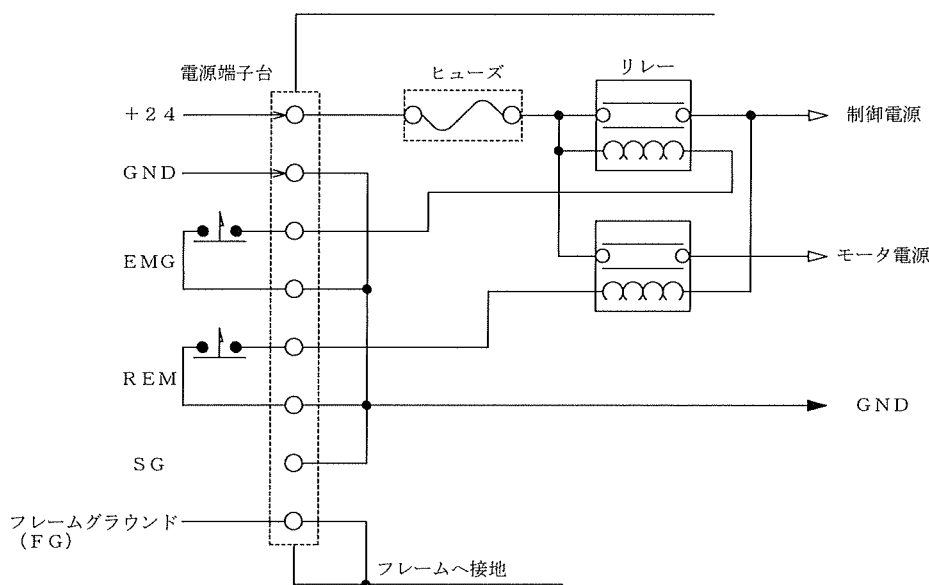 電源端子台
ヒューズ
リレー
+24
制御電源
GND
EMG
モータ電源
REM
GND
SG
フレームグラウンド
(FG)
フレームへ接地